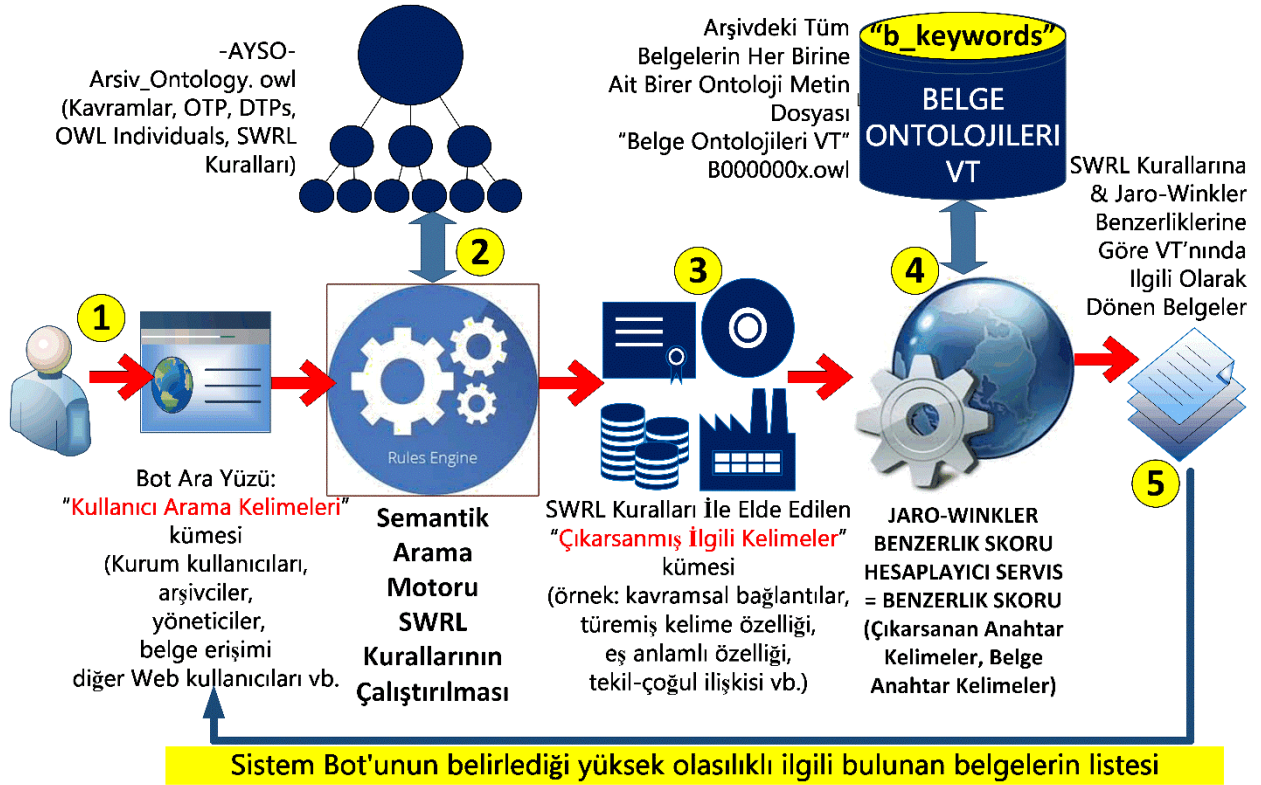 -AYSO-
Arsiv_Ontology. owl
(Kavramlar, OTP, DTPs,
OWL Individuals, SWRL
Kuralları)
Arşivdeki Tüm
Belgelerin Her Birine
Ait Birer Ontoloji Metin
Dosyası
“Belge Ontolojileri VT”
B000000x.owl
“b_keywords”
BELGE
ONTOLOJILERI
VT
SWRL Kurallarına
& Jaro-Winkler
Benzerliklerine
Göre VT’nında
Ilgili Olarak
Dönen Belgeler
1
2
3
4
5
Rules Engine
Bot Ara Yüzü:
“Kullanıcı Arama Kelimeleri”
kümesi
(Kurum kullanıcıları,
arşivciler,
yöneticiler,
belge erişimi
diğer Web kullanıcıları vb.
Semantik
Arama
Motoru
SWRL
Kurallarının
Çalıştırılması
SWRL Kuralları İle Elde Edilen
“Çıkarsanmış İlgili Kelimeler”
kümesi
(örnek: kavramsal bağlantılar,
türemiş kelime özelliği,
eş anlamlı özelliği,
tekil-çoğul ilişkisi vb.)
JARO-WINKLER
BENZERLIK SKORU
HESAPLAYICI SERVIS
= BENZERLIK SKORU
(Çıkarsanan Anahtar
Kelimeler, Belge
Anahtar Kelimeler)
Sistem Bot'unun belirlediği yüksek olasılıklı ilgili bulunan belgelerin listesi